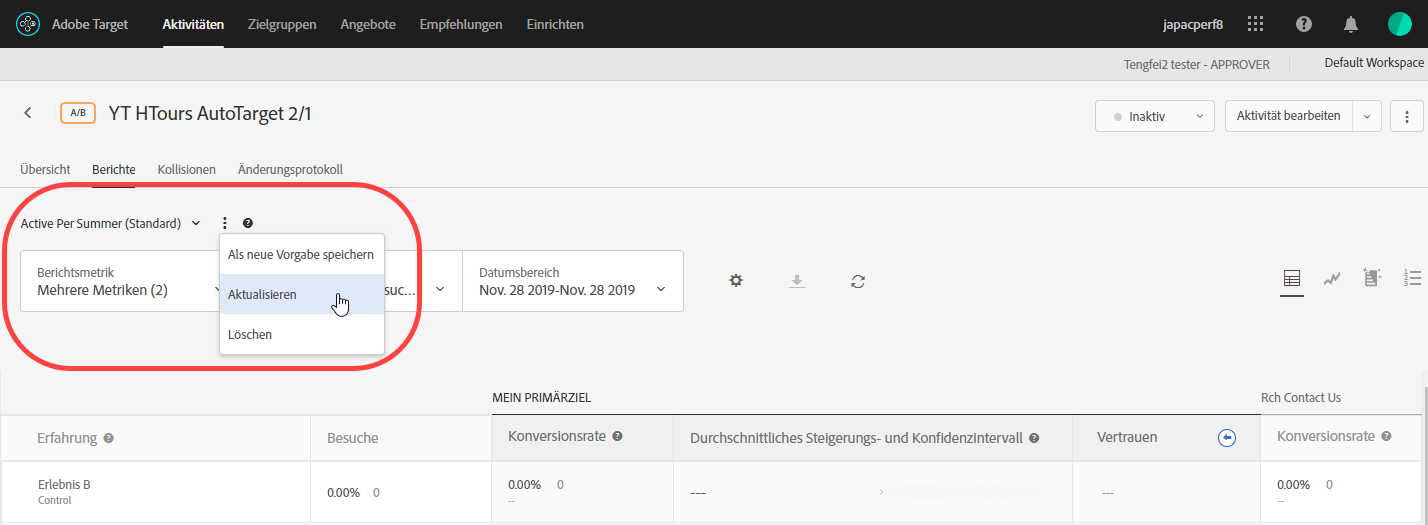 Adobe Target Aktivitäten Zielgruppen Angebote Empfehlungen Einrichten japacperf8
Tengfei2 tester - APPROVER Default Workspace
A/B YT HTours AutoTarget 2/1 Inaktiv Aktivität bearbeiten
Übersicht Berichte Kollisionen Änderungsprotokoll
Active Per Summer (Standard)
Als neue Vorgabe speichern
Aktualisieren
Löschen
Berichtsmetrik
Mehrere Metriken (2)
suc...
Datumsbereich
Nov. 28 2019-Nov. 28 2019
MEIN PRIMÄRZIEL Rch Contact Us
Erfahrung Besuche Konversionsrate Durchschnittliches Steigerungs- und Konfidenzintervall Vertrauen Konversionsrate
Erlebnis B
Control
0.00% 0
0.00% 0
--
---
---
0.00% 0
--